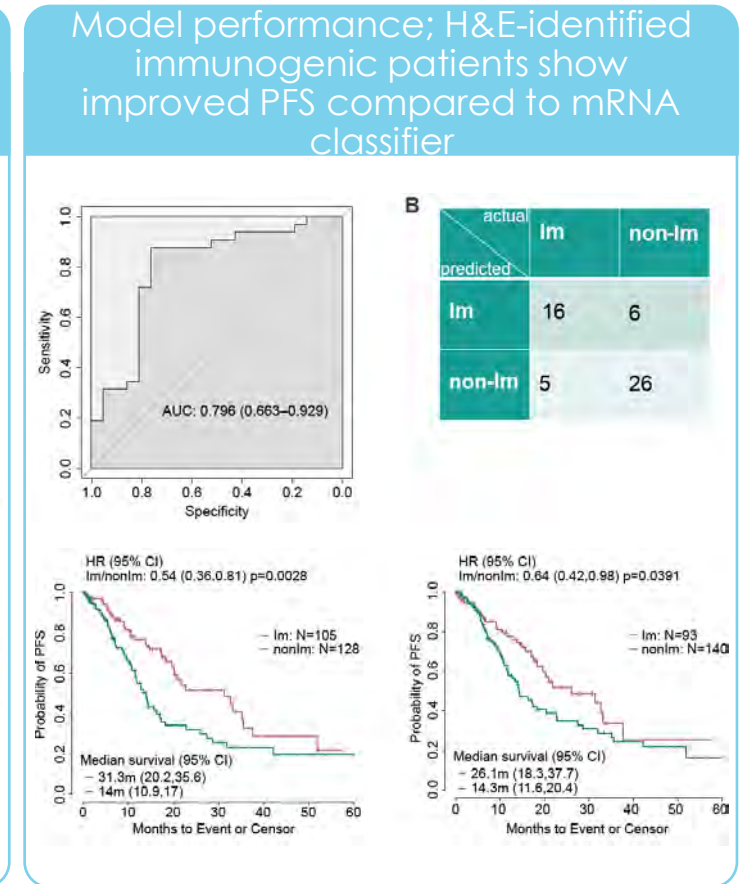 Model performance; H&E-identified
immunogenic patients show
improved PFS compared to mRNA
classifier
1.0
0.8
0.6
0.4
0.2
0.0
Sensitivity
AUC: 0.796 (0.663–0.929)
1.0 0.8 0.6 0.4 0.2 0.0
Specificity
B
actual
predicted
Im non-Im
Im 16 6
non-Im 5 26
HR (95% CI)
Im/nonIm: 0.54 (0.36,0.81) p=0.0028
1.0
0.8
0.6
0.4
0.2
0.0
Probability of PFS
– Im: N=105
– nonIm: N=128
Median survival (95% CI)
– 31.3m (20.2,35.6)
– 14m (10.9,17)
0 10 20 30 40 50 60
Months to Event or Censor
HR (95% CI)
Im/nonIm: 0.64 (0.42,0.98) p=0.0391
1.0
0.8
0.6
0.4
0.2
0.0
Probability of PFS
– Im: N=93
– nonIm: N=140
Median survival (95% CI)
– 26.1m (18.3,37.7)
– 14.3m (11.6,20.4)
0 10 20 30 40 50 60
Months to Event or Censor